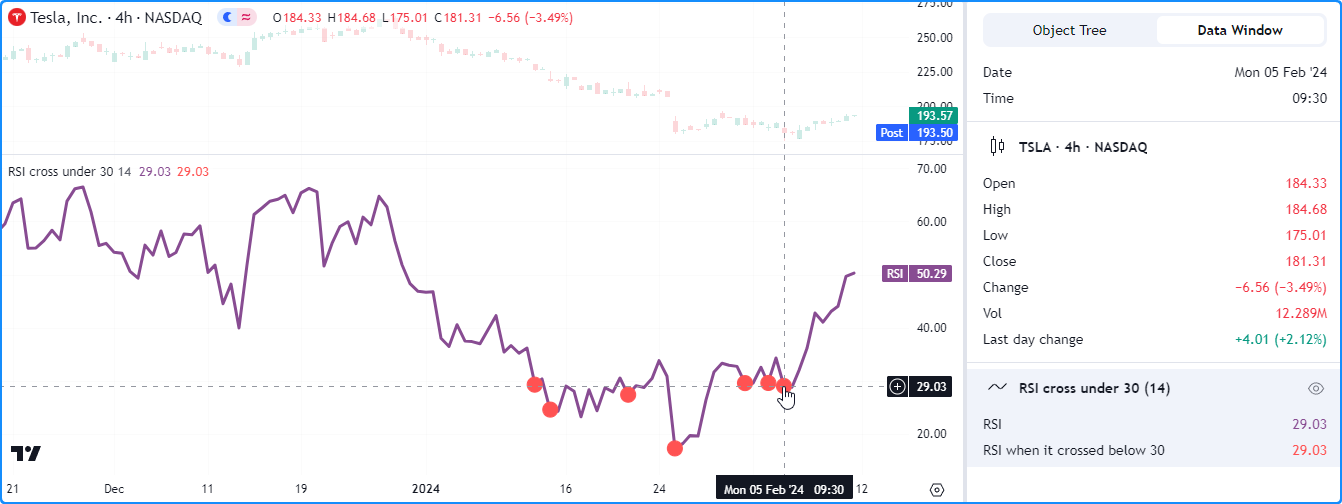 Tesla, Inc. · 4h · NASDAQ O184.33 H184.68 L175.01 C181.31 −6.56 (−3.49%)
275.00
250.00
225.00
200.00
193.57
Post 193.50
175.00
RSI cross under 30 14 29.03 29.03
70.00
60.00
RSI 50.29
40.00
29.03
20.00
21 Dec 11 19 2024 16 24 Mon 05 Feb '24 09:30 12
Object Tree Data Window
Date Mon 05 Feb '24
Time 09:30
TSLA · 4h · NASDAQ
Open 184.33
High 184.68
Low 175.01
Close 181.31
Change −6.56 (−3.49%)
Vol 12.289M
Last day change +4.01 (+2.12%)
RSI cross under 30 (14)
RSI 29.03
RSI when it crossed below 30 29.03